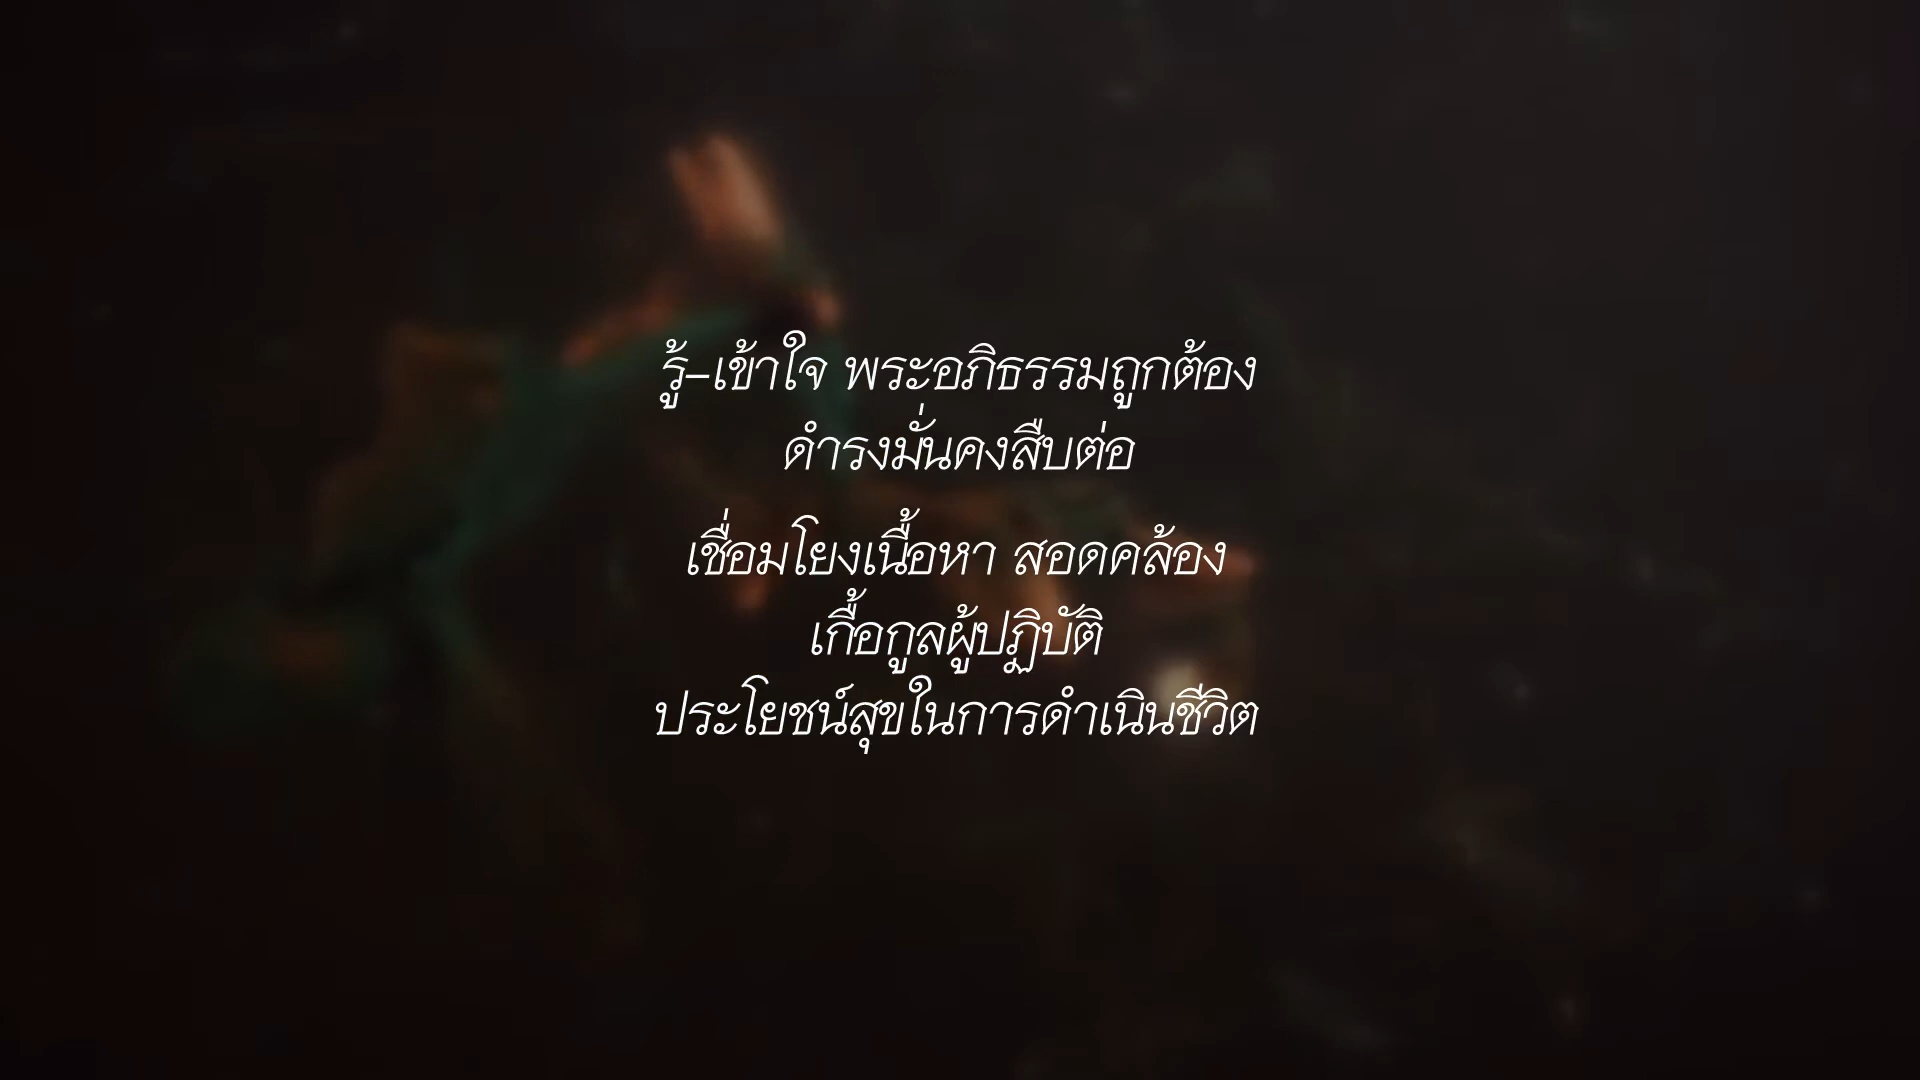 รู้–เข้าใจ พระอภิธรรมถูกต้อง
ดำรงมั่นคงสืบต่อ
เชื่อมโยงเนื้อหา สอดคล้อง
เกื้อกูลผู้ปฏิบัติ
ประโยชน์สุขในการดำเนินชีวิต